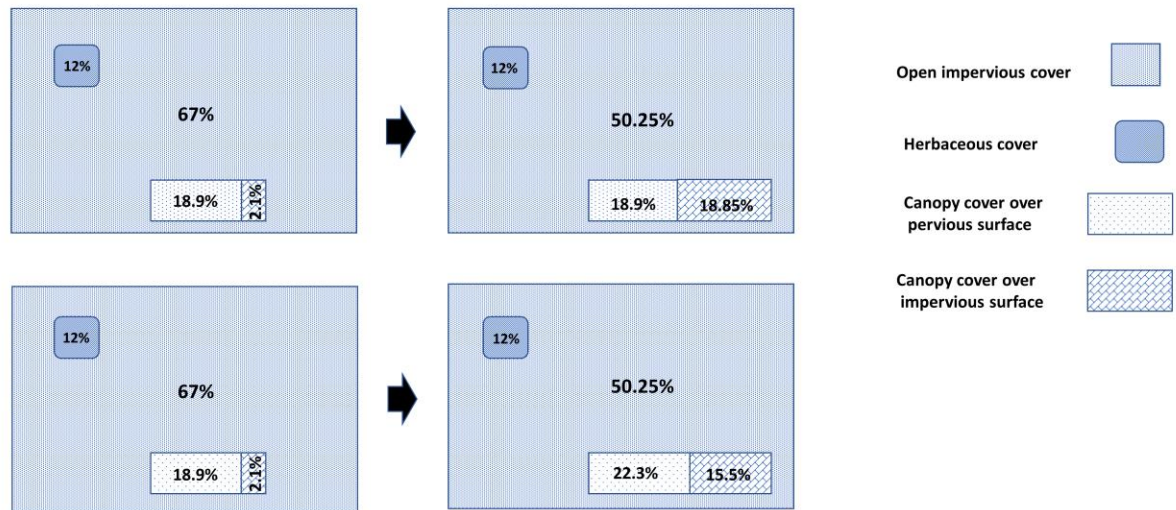 12%
67%
18.9%
2.1%
12%
50.25%
18.9%
18.85%
12%
67%
18.9%
2.1%
12%
50.25%
22.3%
15.5%
Open impervious cover
Herbaceous cover
Canopy cover over
pervious surface
Canopy cover over
impervious surface